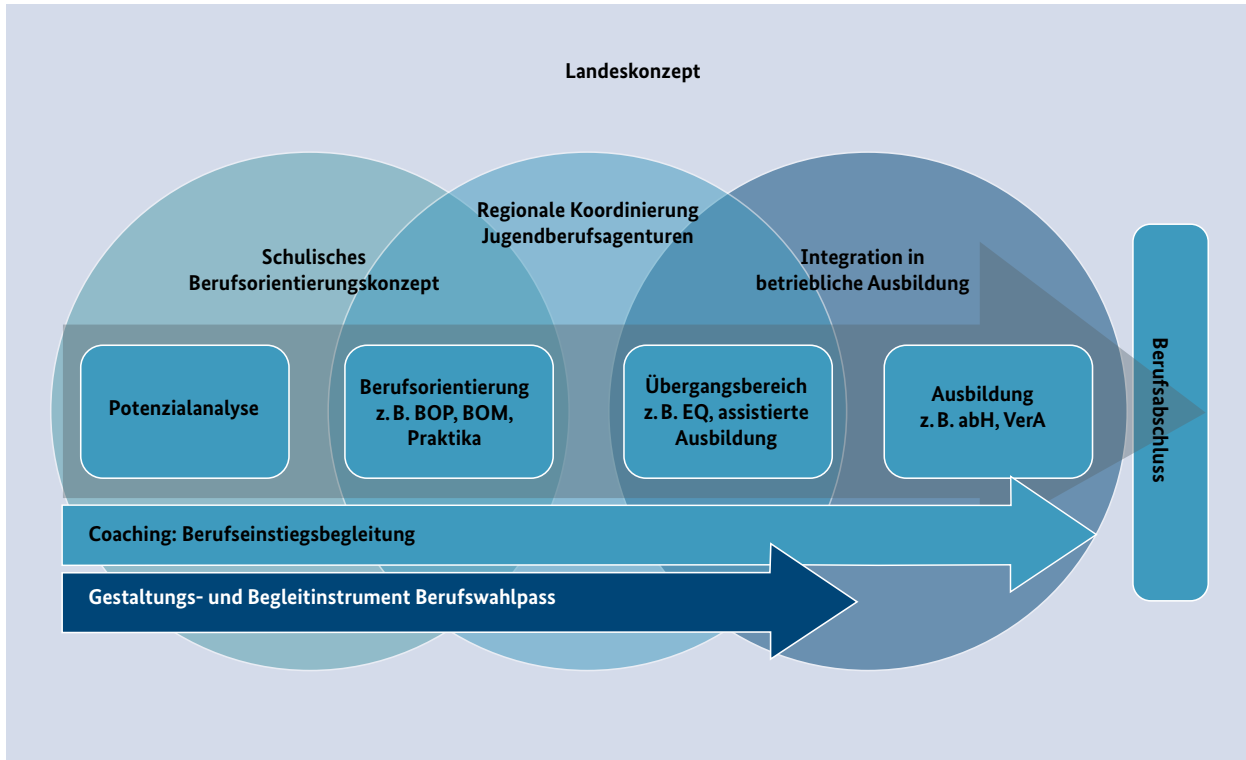 Landeskonzept
Regionale Koordinierung
Jugendberufsagenturen
Schulisches
Berufsorientierungskonzept
Integration in
betriebliche Ausbildung
Potenzialanalyse
Berufsorientierung
z. B. BOP, BOM,
Praktika
Übergangsbereich
z. B. EQ, assistierte
Ausbildung
Ausbildung
z. B. abH, VerA
Berufsabschluss
Coaching: Berufseinstiegsbegleitung
Gestaltungs- und Begleitinstrument Berufswahlpass